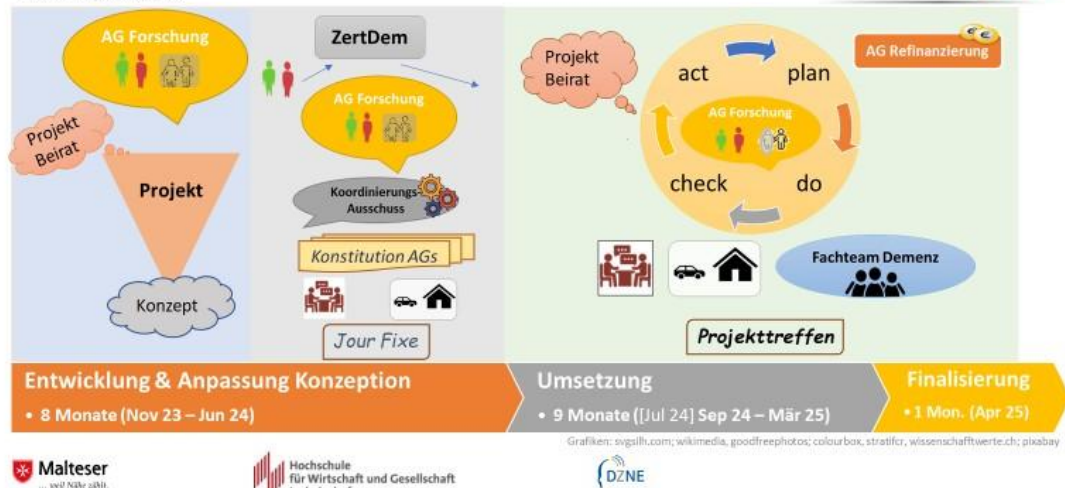 AG Forschung
Projekt
Beirat
Projekt
Konzept
ZertDem
AG Forschung
Koordinierungs-
Ausschuss
Konstitution AGs
Jour Fixe
Projekt
Beirat
act
plan
AG Forschung
check
do
AG Refinanzierung
Fachteam Demenz
Projekttreffen
Entwicklung & Anpassung Konzeption
• 8 Monate (Nov 23 – Jun 24)
Umsetzung
• 9 Monate ([Jul 24] Sep 24 – Mär 25)
Finalisierung
• 1 Mon. (Apr 25)
Grafiken: svgsilh.com; wikimedia, goodfreephotos; colourbox, stratifcr, wissenschafftwerte.ch; pixabay
Malteser
... weil Nähe zählt.
Hochschule
für Wirtschaft und Gesellschaft
DZNE